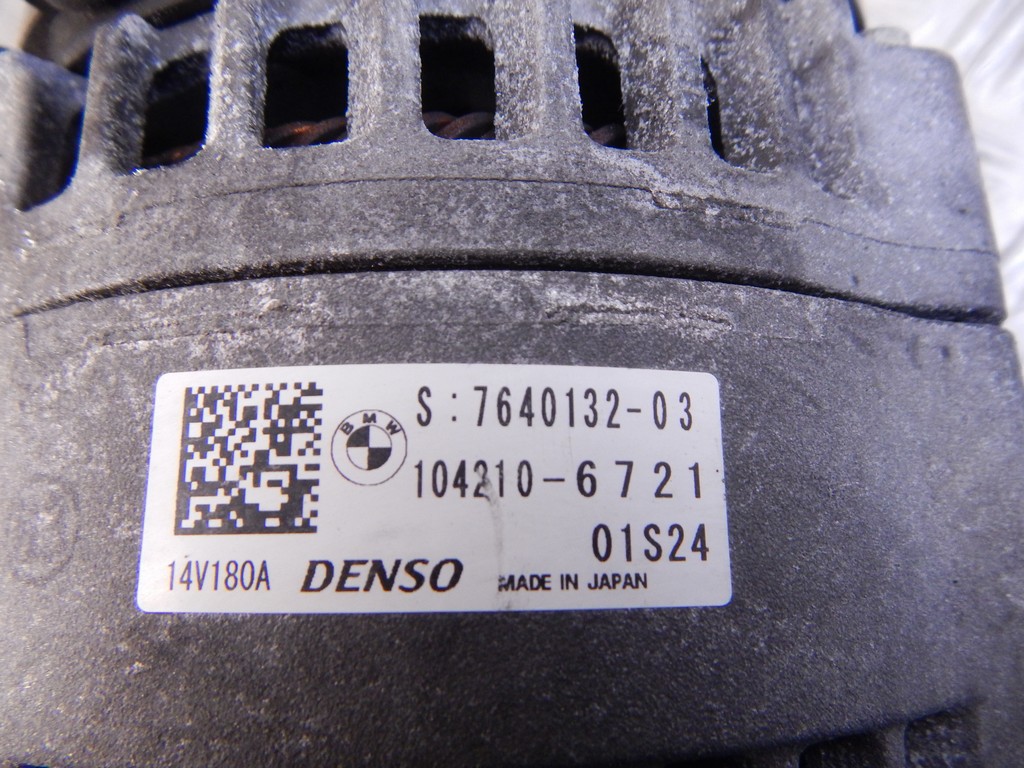 BMW
S:7640132-03
104210-6721
01S24
14V180A DENSO MADE IN JAPAN